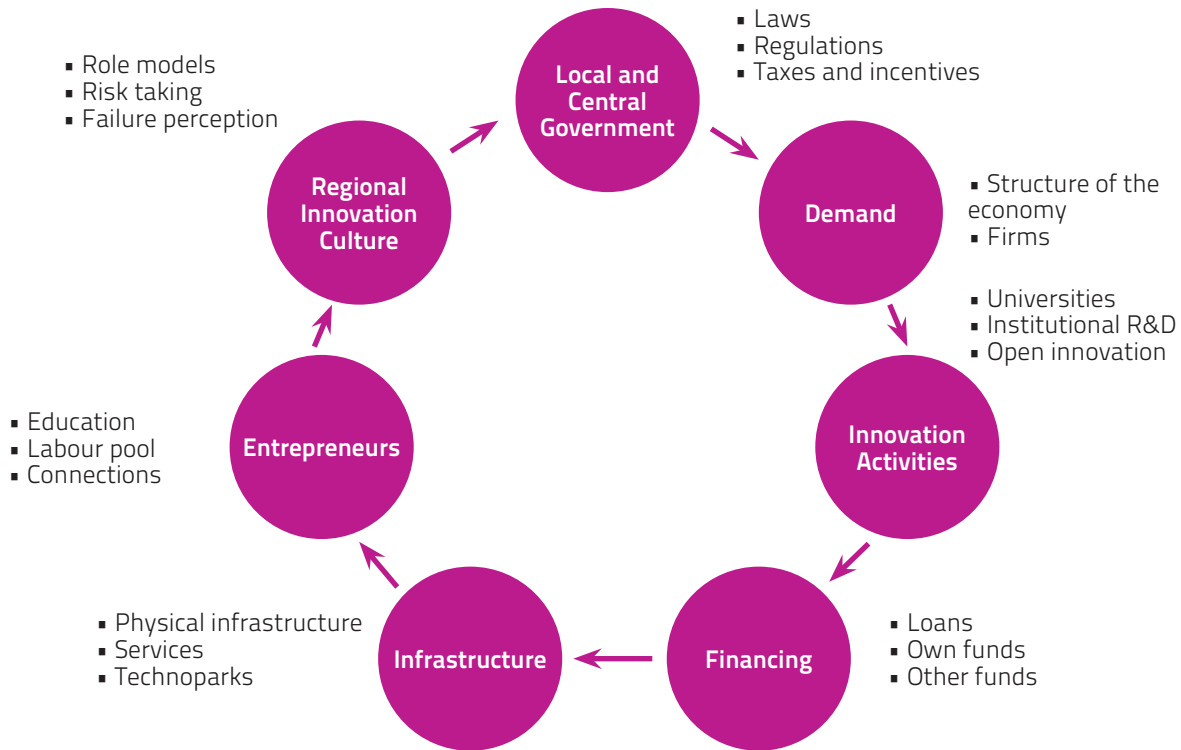 Local and
Central
Government
▪ Laws
▪ Regulations
▪ Taxes and incentives
Demand
▪ Structure of the
economy
▪ Firms
Innovation
Activities
▪ Universities
▪ Institutional R&D
▪ Open innovation
Financing
▪ Loans
▪ Own funds
▪ Other funds
Infrastructure
▪ Physical infrastructure
▪ Services
▪ Technoparks
Entrepreneurs
▪ Education
▪ Labour pool
▪ Connections
Regional
Innovation
Culture
▪ Role models
▪ Risk taking
▪ Failure perception